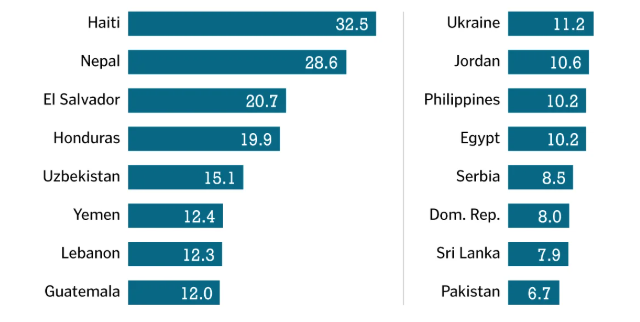 Haiti 32.5
Nepal 28.6
El Salvador 20.7
Honduras 19.9
Uzbekistan 15.1
Yemen 12.4
Lebanon 12.3
Guatemala 12.0
Ukraine 11.2
Jordan 10.6
Philippines 10.2
Egypt 10.2
Serbia 8.5
Dom. Rep. 8.0
Sri Lanka 7.9
Pakistan 6.7